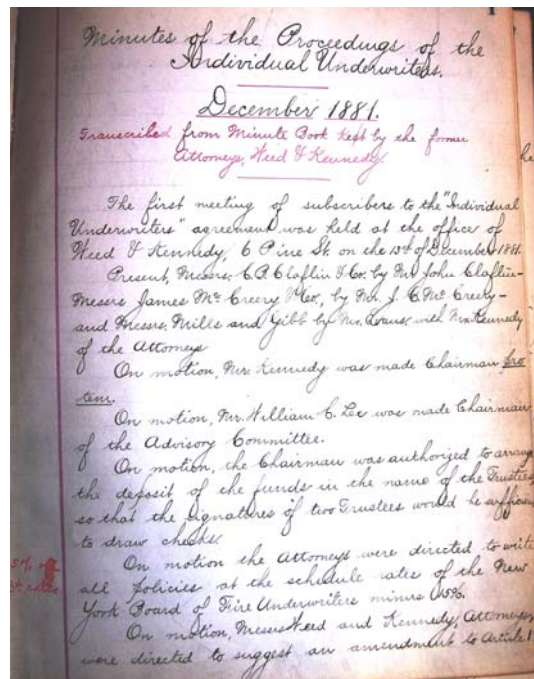 1
Minutes of the Proceedings of the
Individual Underwriters.
December 1881.
Transcribed from Minute Book kept by the former
Attorneys, Weed & Kennedy.
The first meeting of subscribers to the "Individual
Underwriters" agreement was held at the office of
Weed & Kennedy, 6 Pine St. on the 13th of December 1881.
Present, Messrs. Claflin & Co. by Mr. John Claflin—
Messrs James McCreery & Co., by Mr. J. C. McCreery—
and Messrs. Mills and Gibb by Mr. Evans, with Mr. Kennedy
of the Attorneys
On motion, Mr. Kennedy was made Chairman pro
tem.
On motion, Mr. William C. Lee was made Chairman
of the Advisory Committee.
On motion, the Chairman was authorized to arrange
the deposit of the funds in the name of the Trustees,
so that the signatures of two Trustees would be sufficient
to draw checks.
On motion the Attorneys were directed to write
5% of
all policies at the schedule rates of the New
rates
York Board of Fire Underwriters minus 15%.
On motion, Messrs Weed and Kennedy, Attorneys,
were directed to suggest an amendment to Article 1